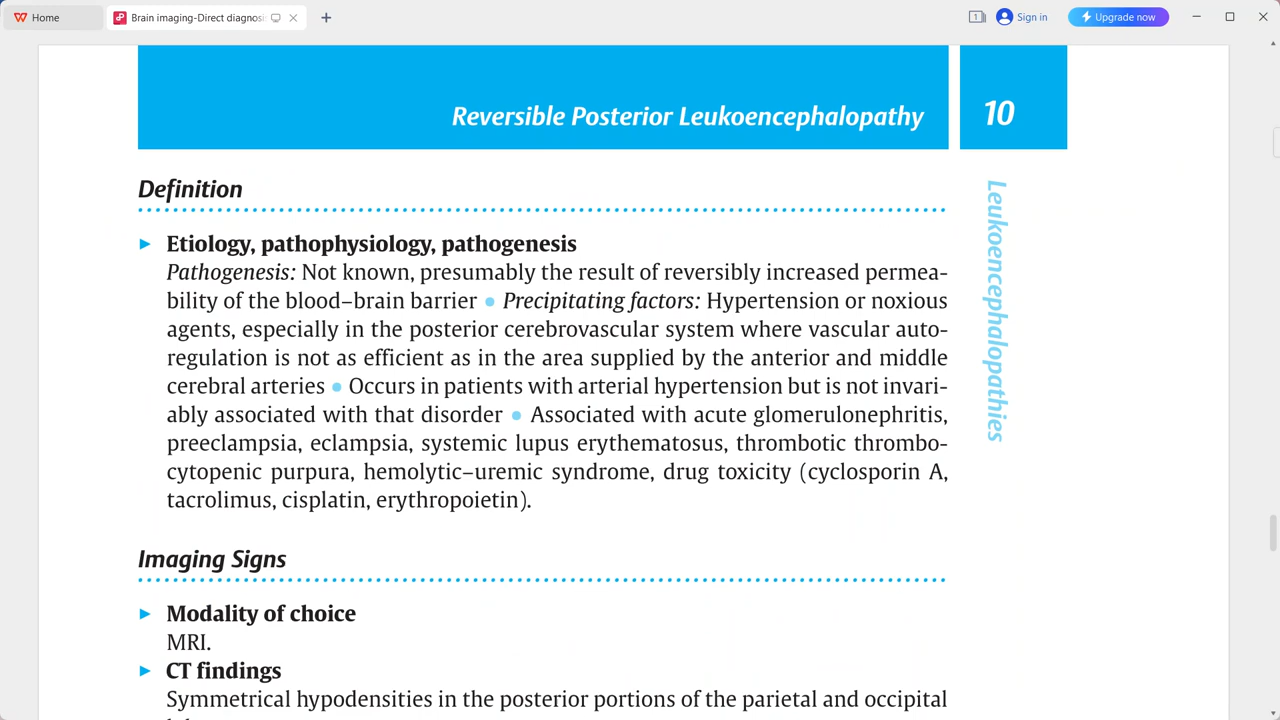 Home
Brain imaging-Direct diagnosi
1
Sign in
Upgrade now
Reversible Posterior Leukoencephalopathy
10
Leukoencephalopathies
Definition
Etiology, pathophysiology, pathogenesis
Pathogenesis: Not known, presumably the result of reversibly increased permea-
bility of the blood–brain barrier • Precipitating factors: Hypertension or noxious
agents, especially in the posterior cerebrovascular system where vascular auto-
regulation is not as efficient as in the area supplied by the anterior and middle
cerebral arteries • Occurs in patients with arterial hypertension but is not invari-
ably associated with that disorder • Associated with acute glomerulonephritis,
preeclampsia, eclampsia, systemic lupus erythematosus, thrombotic thrombo-
cytopenic purpura, hemolytic–uremic syndrome, drug toxicity (cyclosporin A,
tacrolimus, cisplatin, erythropoietin).
Imaging Signs
Modality of choice
MRI.
CT findings
Symmetrical hypodensities in the posterior portions of the parietal and occipital